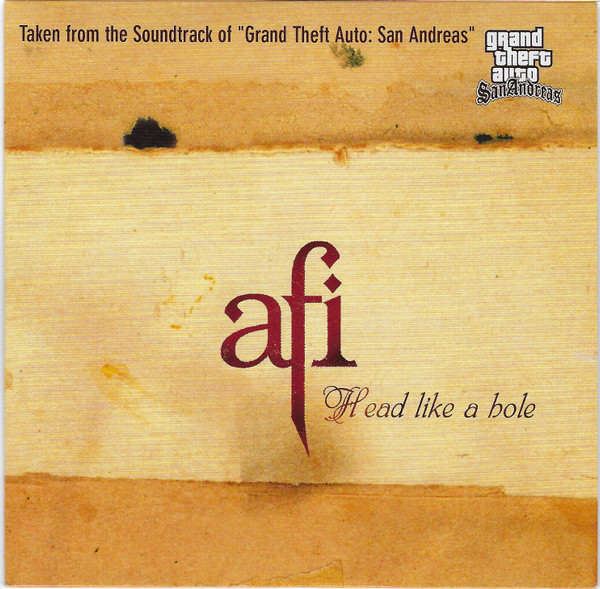 Taken from the Soundtrack of "Grand Theft Auto: San Andreas"
grand
theft
auto
San Andreas
afi
Head like a hole